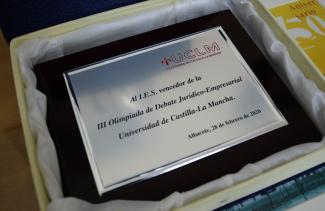 UCLM
Al I.E.S. vencedor de la
III Olimpiada de Debate Jurídico-Empresarial
Universidad de Castilla-La Mancha.
Albacete, 28 de febrero de 2020